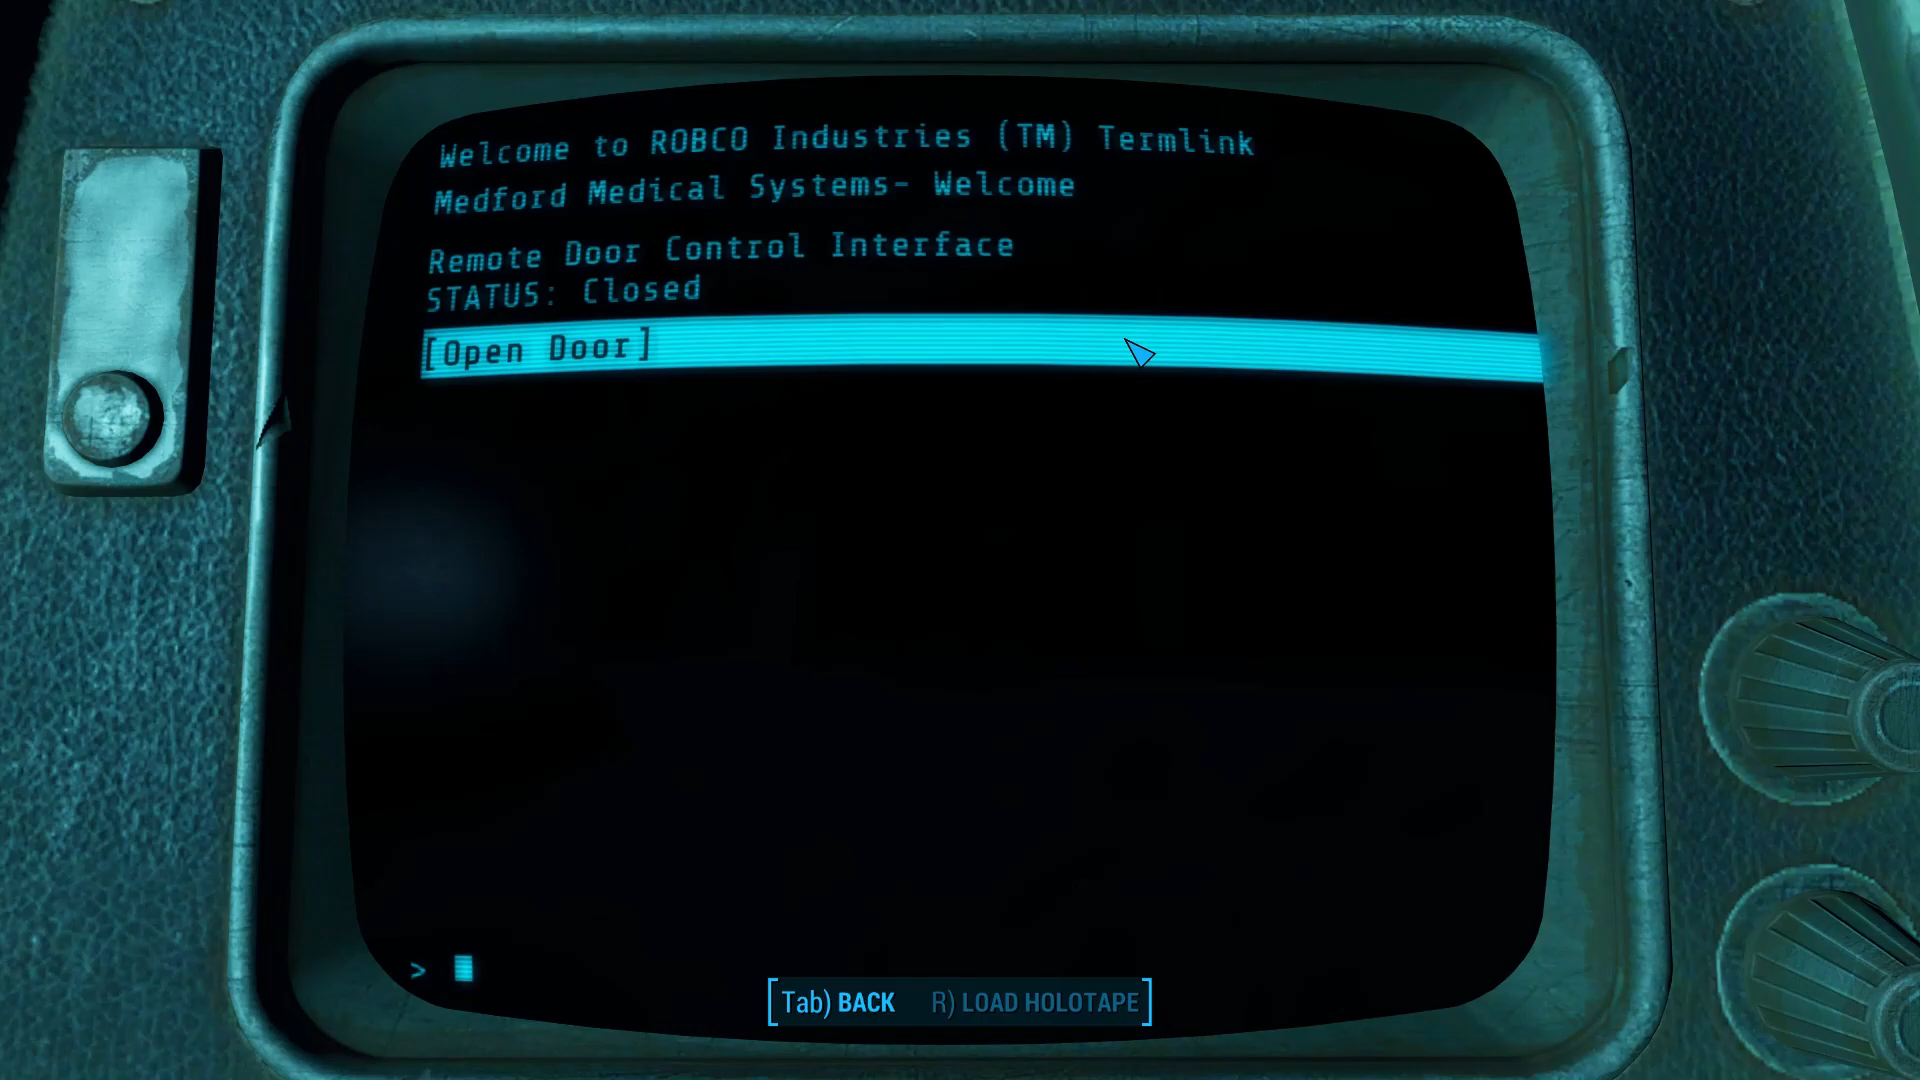 Welcome to ROBCO Industries (TM) Termlink
Medford Medical Systems- Welcome
Remote Door Control Interface
STATUS: Closed
[Open Door]
>
Tab) BACK R) LOAD HOLOTAPE